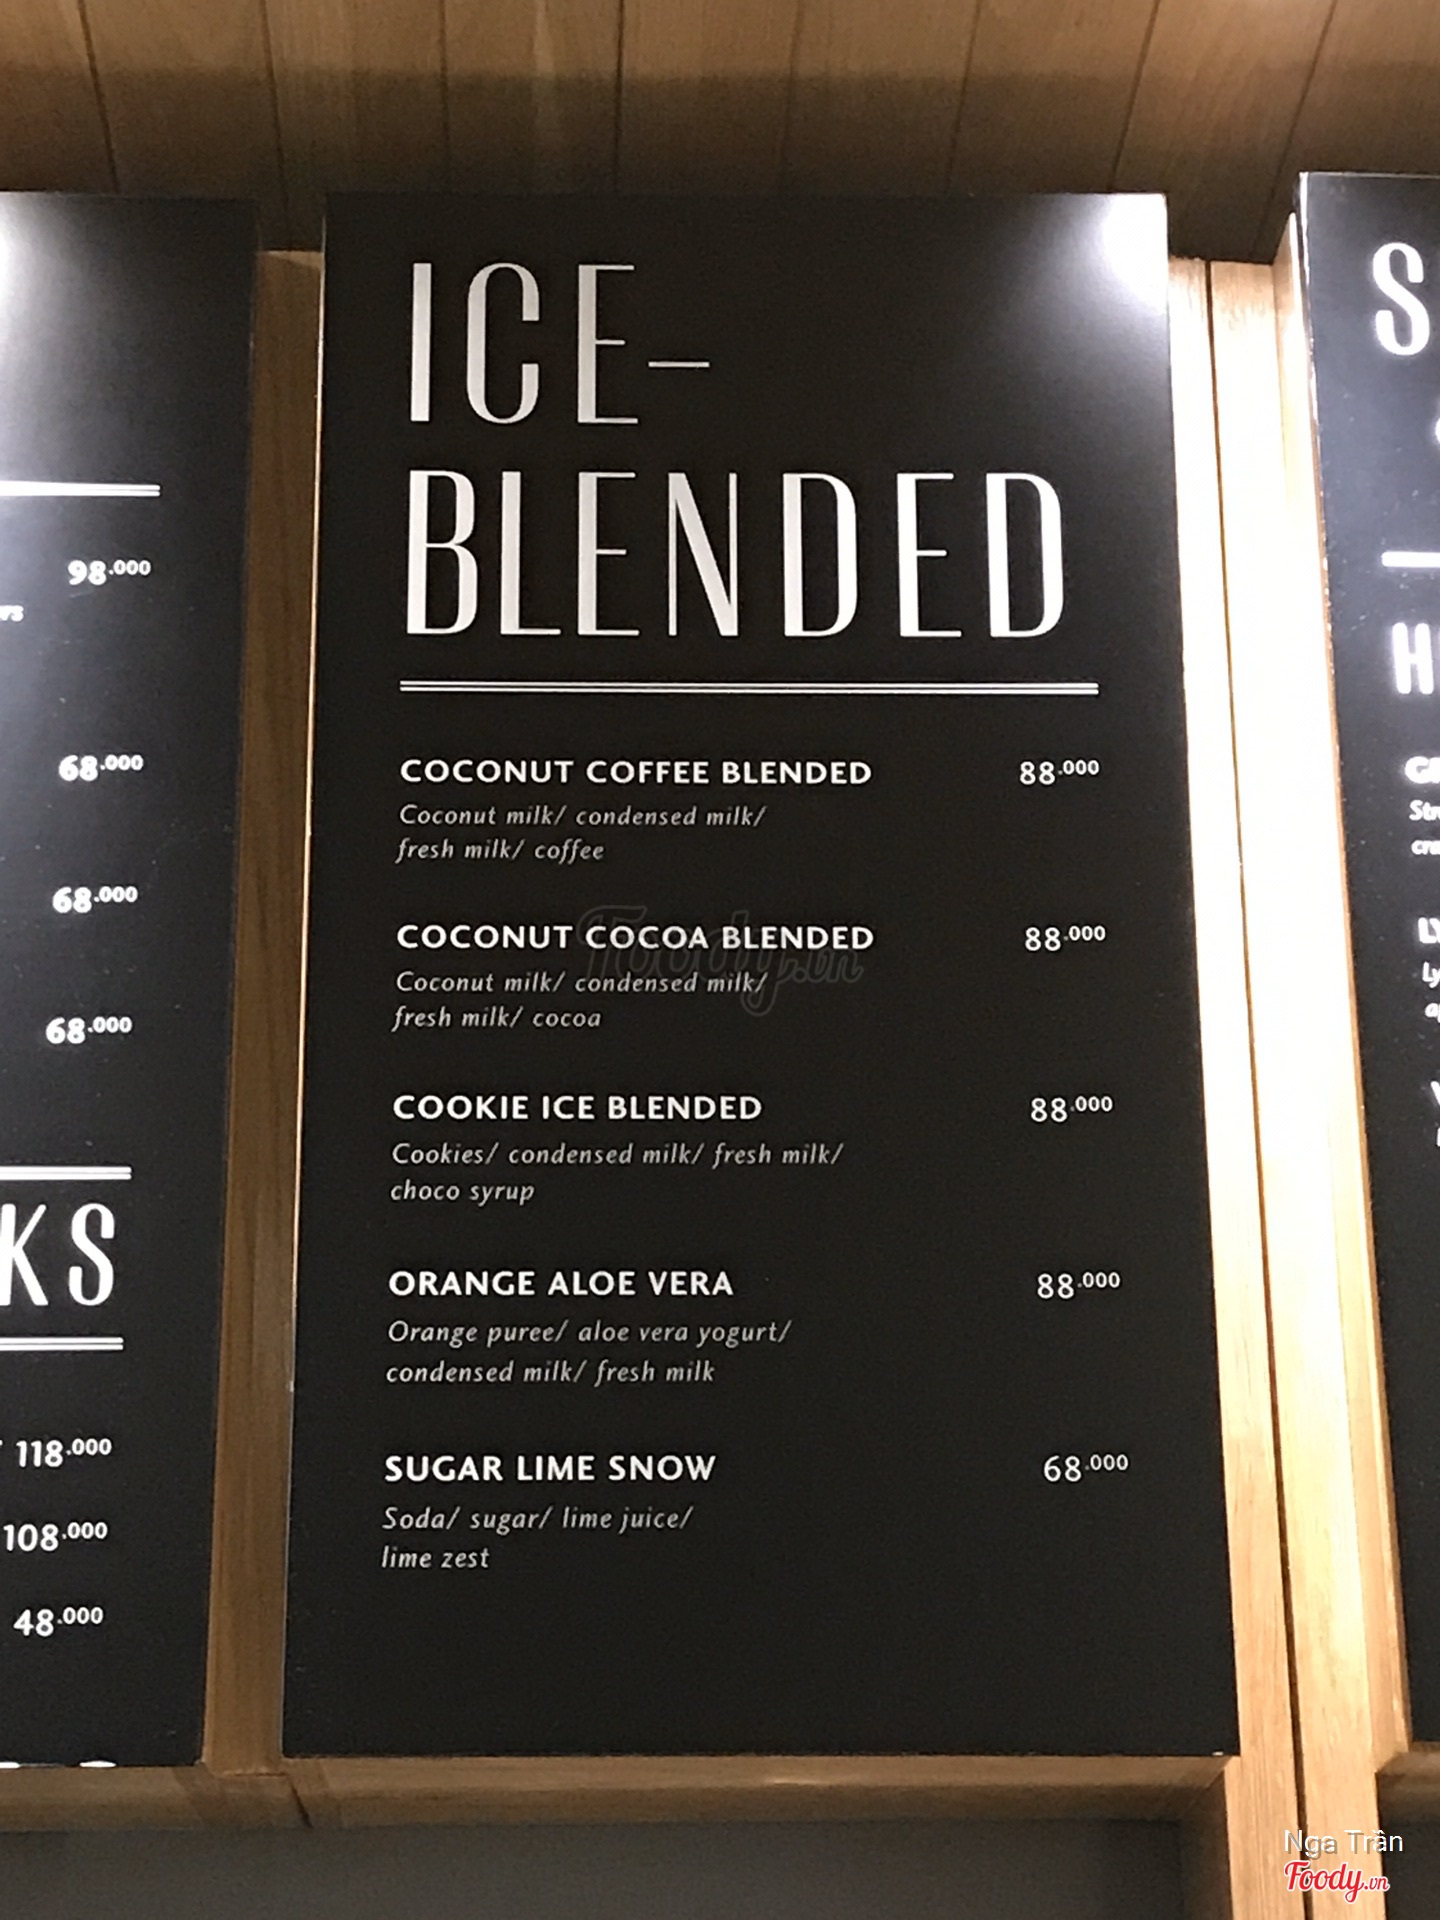 98.000
68.000
68.000
68.000
KS
118.000
108.000
48.000
ICE-
BLENDED
COCONUT COFFEE BLENDED 88.000
Coconut milk/ condensed milk/
fresh milk/ coffee
COCONUT COCOA BLENDED 88.000
Coconut milk/ condensed milk/
fresh milk/ cocoa
COOKIE ICE BLENDED 88.000
Cookies/ condensed milk/ fresh milk/
choco syrup
ORANGE ALOE VERA 88.000
Orange puree/ aloe vera yogurt/
condensed milk/ fresh milk
SUGAR LIME SNOW 68.000
Soda/ sugar/ lime juice/
lime zest
Foody.vn
S
Nga Trần
Foody.vn